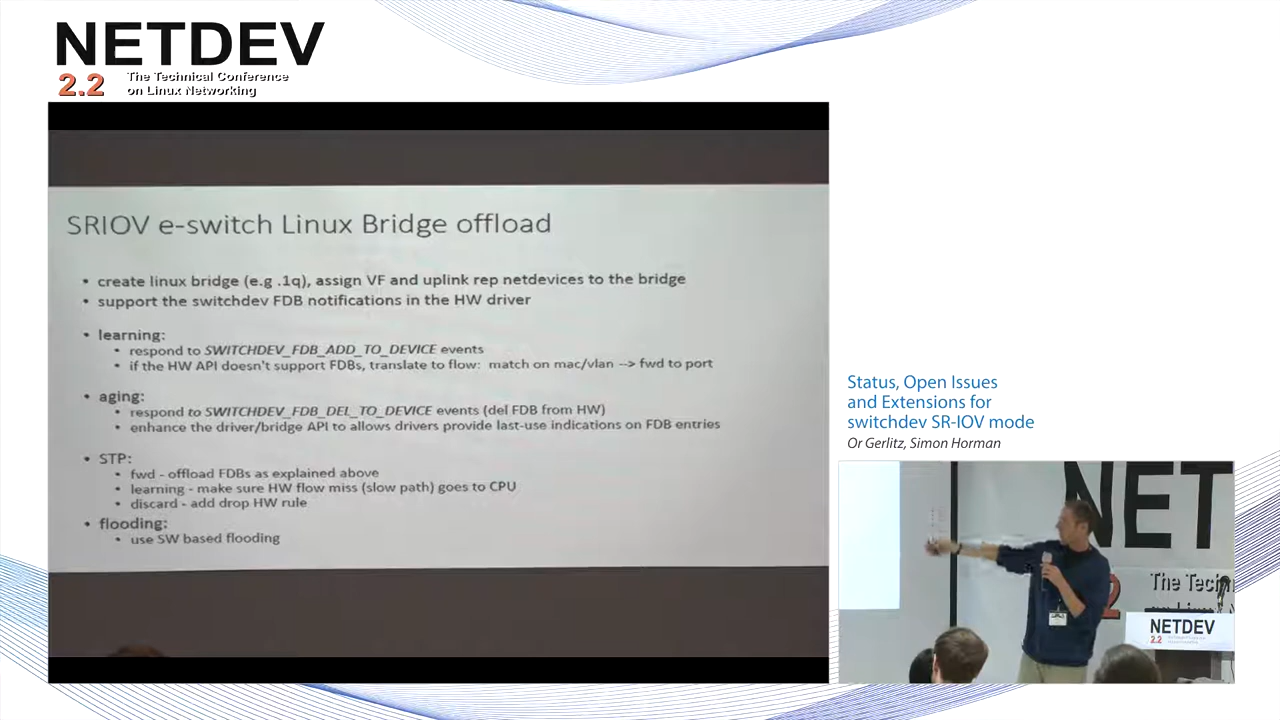 NETDEV
2.2 The Technical Conference
on Linux Networking
SRIOV e-switch Linux Bridge offload
• create linux bridge (e.g .1q), assign VF and uplink rep netdevices to the bridge
• support the switchdev FDB notifications in the HW driver
• learning:
• respond to SWITCHDEV_FDB_ADD_TO_DEVICE events
• if the HW API doesn't support FDBs, translate to flow: match on mac/vlan --> fwd to port
• aging:
• respond to SWITCHDEV_FDB_DEL_TO_DEVICE events (del FDB from HW)
• enhance the driver/bridge API to allows drivers provide last-use indications on FDB entries
• STP:
• fwd - offload FDBs as explained above
• learning - make sure HW flow miss (slow path) goes to CPU
• discard - add drop HW rule
• flooding:
• use SW based flooding
Status, Open Issues
and Extensions for
switchdev SR-IOV mode
Or Gerlitz, Simon Horman
NET
2 The Techn
NETDEV
2.2